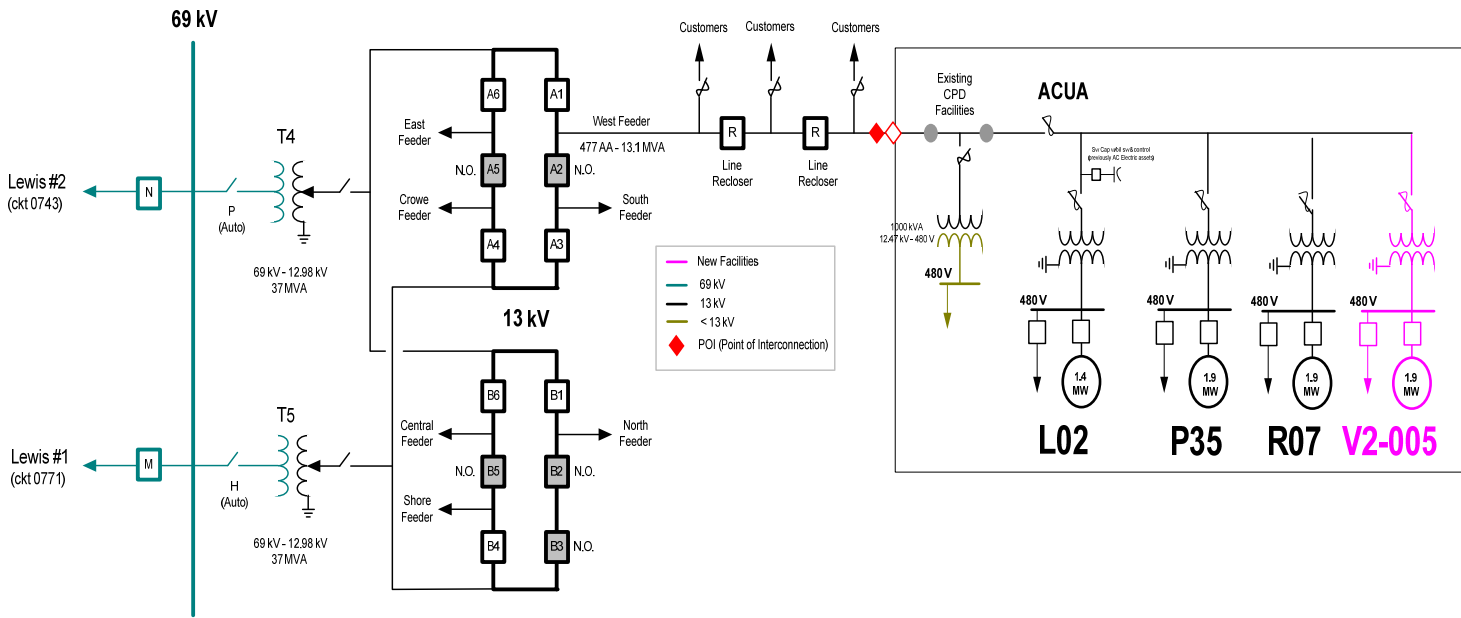 69 kV
Lewis #2
(ckt 0743)
N
P
(Auto)
T4
69 kV - 12.98 kV
37 MVA
Lewis #1
(ckt 0771)
M
H
(Auto)
T5
69 kV - 12.98 kV
37 MVA
A6
A1
East
Feeder
N.O.
A5
A2
N.O.
Crowe
Feeder
South
Feeder
A4
A3
West Feeder
477 AA - 13.1 MVA
13 kV
B6
B1
Central
Feeder
North
Feeder
N.O.
B5
B2
N.O.
Shore
Feeder
B4
B3
N.O.
Customers
Customers
Customers
R
R
Line
Recloser
Line
Recloser
New Facilities
69 kV
13 kV
< 13 kV
POI (Point of Interconnection)
Existing
CPD
Facilities
ACUA
1000 kVA
12.47 kV - 480 V
480 V
(previously AC Electric assets)
480 V
1.4
MW
L02
480 V
1.9
MW
P35
480 V
1.9
MW
R07
480 V
1.9
MW
V2-005